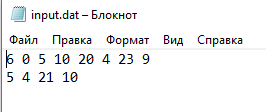 input.dat – Блокнот
Файл Правка Формат Вид Справка
6 0 5 10 20 4 23 9
5 4 21 10